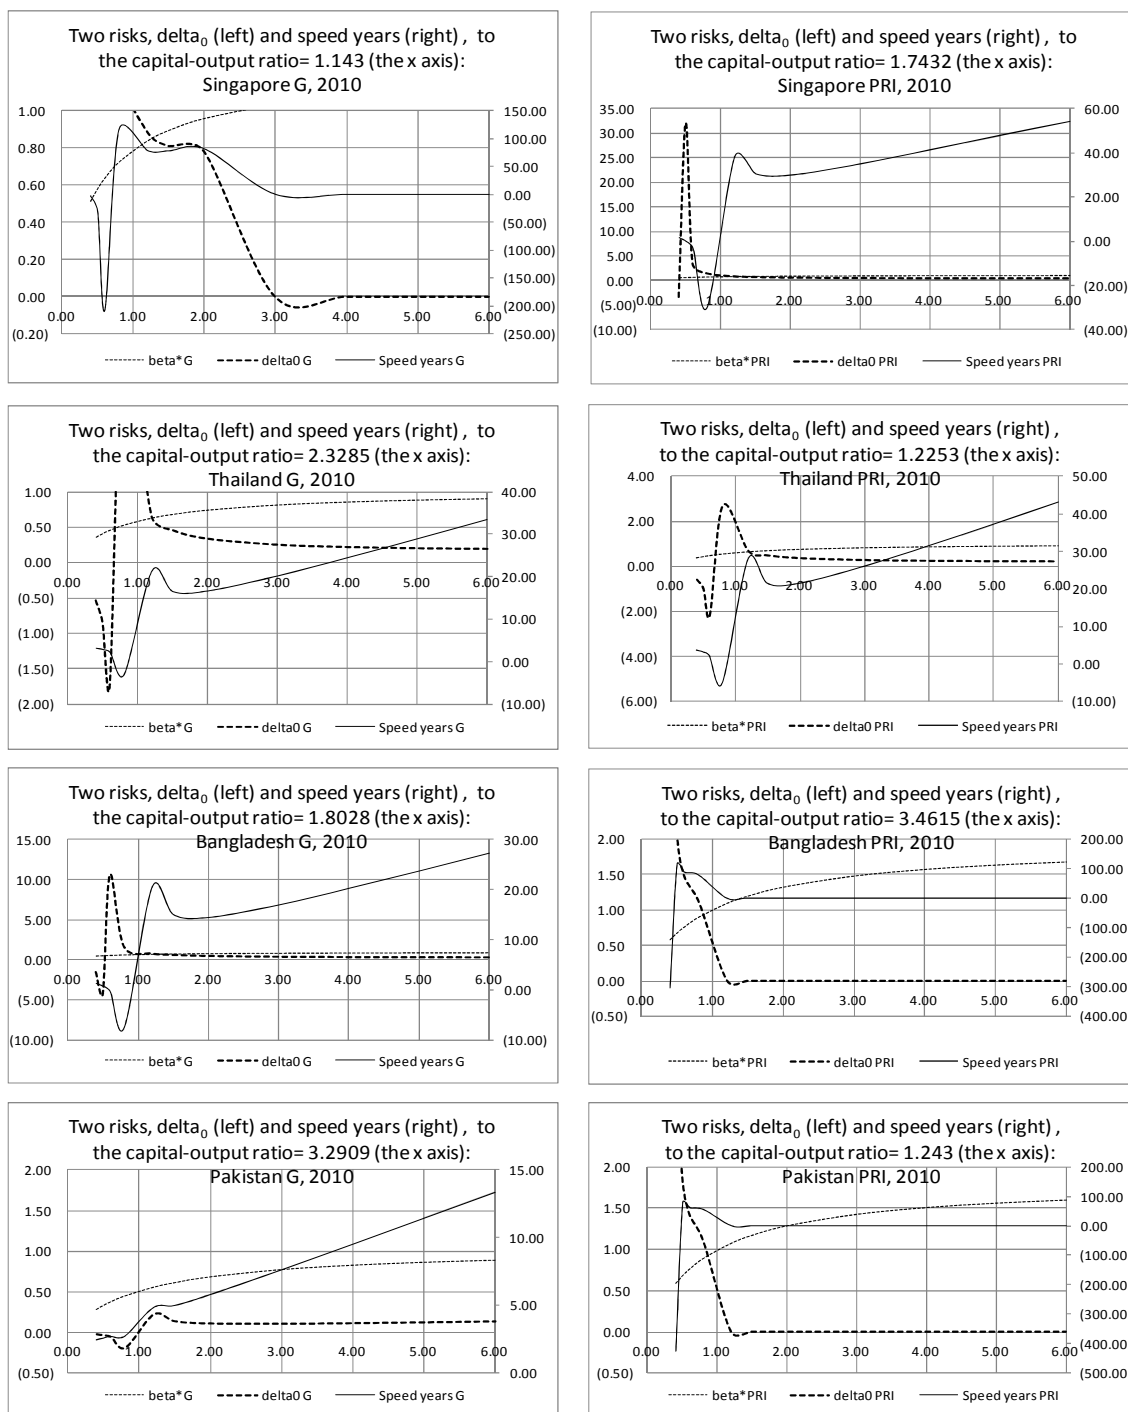 Two risks, delta₀ (left) and speed years (right) , to
the capital-output ratio= 1.143 (the x axis):
Singapore G, 2010
1.00
0.80
0.60
0.40
0.20
0.00
(0.20)
150.00
100.00
50.00
0.00
(50.00)
(100.00)
(150.00)
(200.00)
(250.00)
0.00 1.00 2.00 3.00 4.00 5.00 6.00
beta*G delta0 G Speed years G
Two risks, delta₀ (left) and speed years (right) , to
the capital-output ratio= 1.7432 (the x axis):
Singapore PRI, 2010
35.00
30.00
25.00
20.00
15.00
10.00
5.00
0.00
(5.00)
(10.00)
60.00
40.00
20.00
0.00
(20.00)
(40.00)
0.00 1.00 2.00 3.00 4.00 5.00 6.00
beta*PRI delta0 PRI Speed years PRI
Two risks, delta₀ (left) and speed years (right) , to
the capital-output ratio= 2.3285 (the x axis):
Thailand G, 2010
1.00
0.50
0.00
(0.50)
(1.00)
(1.50)
(2.00)
40.00
30.00
20.00
10.00
0.00
(10.00)
0.00 1.00 2.00 3.00 4.00 5.00 6.00
beta*G delta0 G Speed years G
Two risks, delta₀ (left) and speed years (right) ,
to the capital-output ratio= 1.2253 (the x axis):
Thailand PRI, 2010
4.00
2.00
0.00
(2.00)
(4.00)
(6.00)
50.00
40.00
30.00
20.00
10.00
0.00
(10.00)
0.00 1.00 2.00 3.00 4.00 5.00 6.00
beta*PRI delta0 PRI Speed years PRI
Two risks, delta₀ (left) and speed years (right) , to
the capital-output ratio= 1.8028 (the x axis):
Bangladesh G, 2010
15.00
10.00
5.00
0.00
(5.00)
(10.00)
30.00
20.00
10.00
0.00
(10.00)
0.00 1.00 2.00 3.00 4.00 5.00 6.00
beta*G delta0 G Speed years G
Two risks, delta₀ (left) and speed years (right) ,
to the capital-output ratio= 3.4615 (the x axis):
Bangladesh PRI, 2010
2.00
1.50
1.00
0.50
0.00
(0.50)
200.00
100.00
0.00
(100.00)
(200.00)
(300.00)
(400.00)
0.00 1.00 2.00 3.00 4.00 5.00 6.00
beta*PRI delta0 PRI Speed years PRI
Two risks, delta₀ (left) and speed years (right) , to
the capital-output ratio= 3.2909 (the x axis):
Pakistan G, 2010
2.00
1.50
1.00
0.50
0.00
(0.50)
15.00
10.00
5.00
0.00
0.00 1.00 2.00 3.00 4.00 5.00 6.00
beta*G delta0 G Speed years G
Two risks, delta₀ (left) and speed years (right) ,
to the capital-output ratio= 1.243 (the x axis):
Pakistan PRI, 2010
2.00
1.50
1.00
0.50
0.00
(0.50)
200.00
100.00
0.00
(100.00)
(200.00)
(300.00)
(400.00)
(500.00)
0.00 1.00 2.00 3.00 4.00 5.00 6.00
beta*PRI delta0 PRI Speed years PRI